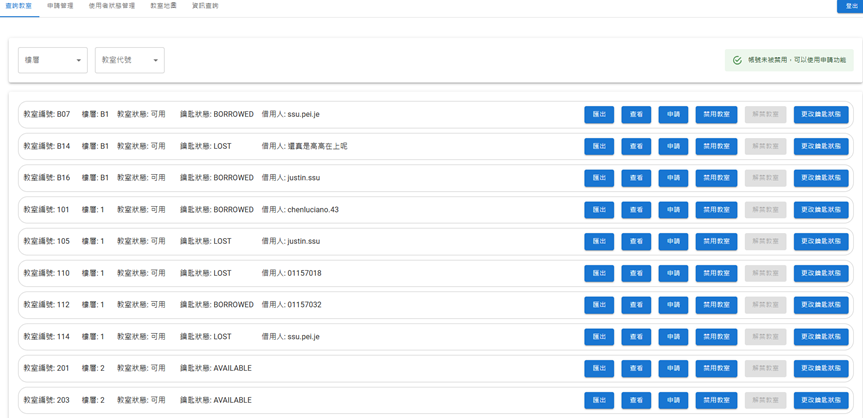 查詢教室 申請管理 使用者狀態管理 教室地圖 資訊查詢 登出
樓層 教室代號 帳號未被禁用，可以使用申請功能
教室編號: B07 樓層: B1 教室狀態: 可用 鑰匙狀態: BORROWED 借用人: ssu.pei.je 匯出 查看 申請 禁用教室 解禁教室 更改鑰匙狀態
教室編號: B14 樓層: B1 教室狀態: 可用 鑰匙狀態: LOST 借用人: 還真是高高在上呢 匯出 查看 申請 禁用教室 解禁教室 更改鑰匙狀態
教室編號: B16 樓層: B1 教室狀態: 可用 鑰匙狀態: BORROWED 借用人: justin.ssu 匯出 查看 申請 禁用教室 解禁教室 更改鑰匙狀態
教室編號: 101 樓層: 1 教室狀態: 可用 鑰匙狀態: BORROWED 借用人: chenluciano.43 匯出 查看 申請 禁用教室 解禁教室 更改鑰匙狀態
教室編號: 105 樓層: 1 教室狀態: 可用 鑰匙狀態: LOST 借用人: justin.ssu 匯出 查看 申請 禁用教室 解禁教室 更改鑰匙狀態
教室編號: 110 樓層: 1 教室狀態: 可用 鑰匙狀態: LOST 借用人: 01157018 匯出 查看 申請 禁用教室 解禁教室 更改鑰匙狀態
教室編號: 112 樓層: 1 教室狀態: 可用 鑰匙狀態: BORROWED 借用人: 01157032 匯出 查看 申請 禁用教室 解禁教室 更改鑰匙狀態
教室編號: 114 樓層: 1 教室狀態: 可用 鑰匙狀態: LOST 借用人: ssu.pei.je 匯出 查看 申請 禁用教室 解禁教室 更改鑰匙狀態
教室編號: 201 樓層: 2 教室狀態: 可用 鑰匙狀態: AVAILABLE 匯出 查看 申請 禁用教室 解禁教室 更改鑰匙狀態
教室編號: 203 樓層: 2 教室狀態: 可用 鑰匙狀態: AVAILABLE 匯出 查看 申請 禁用教室 解禁教室 更改鑰匙狀態